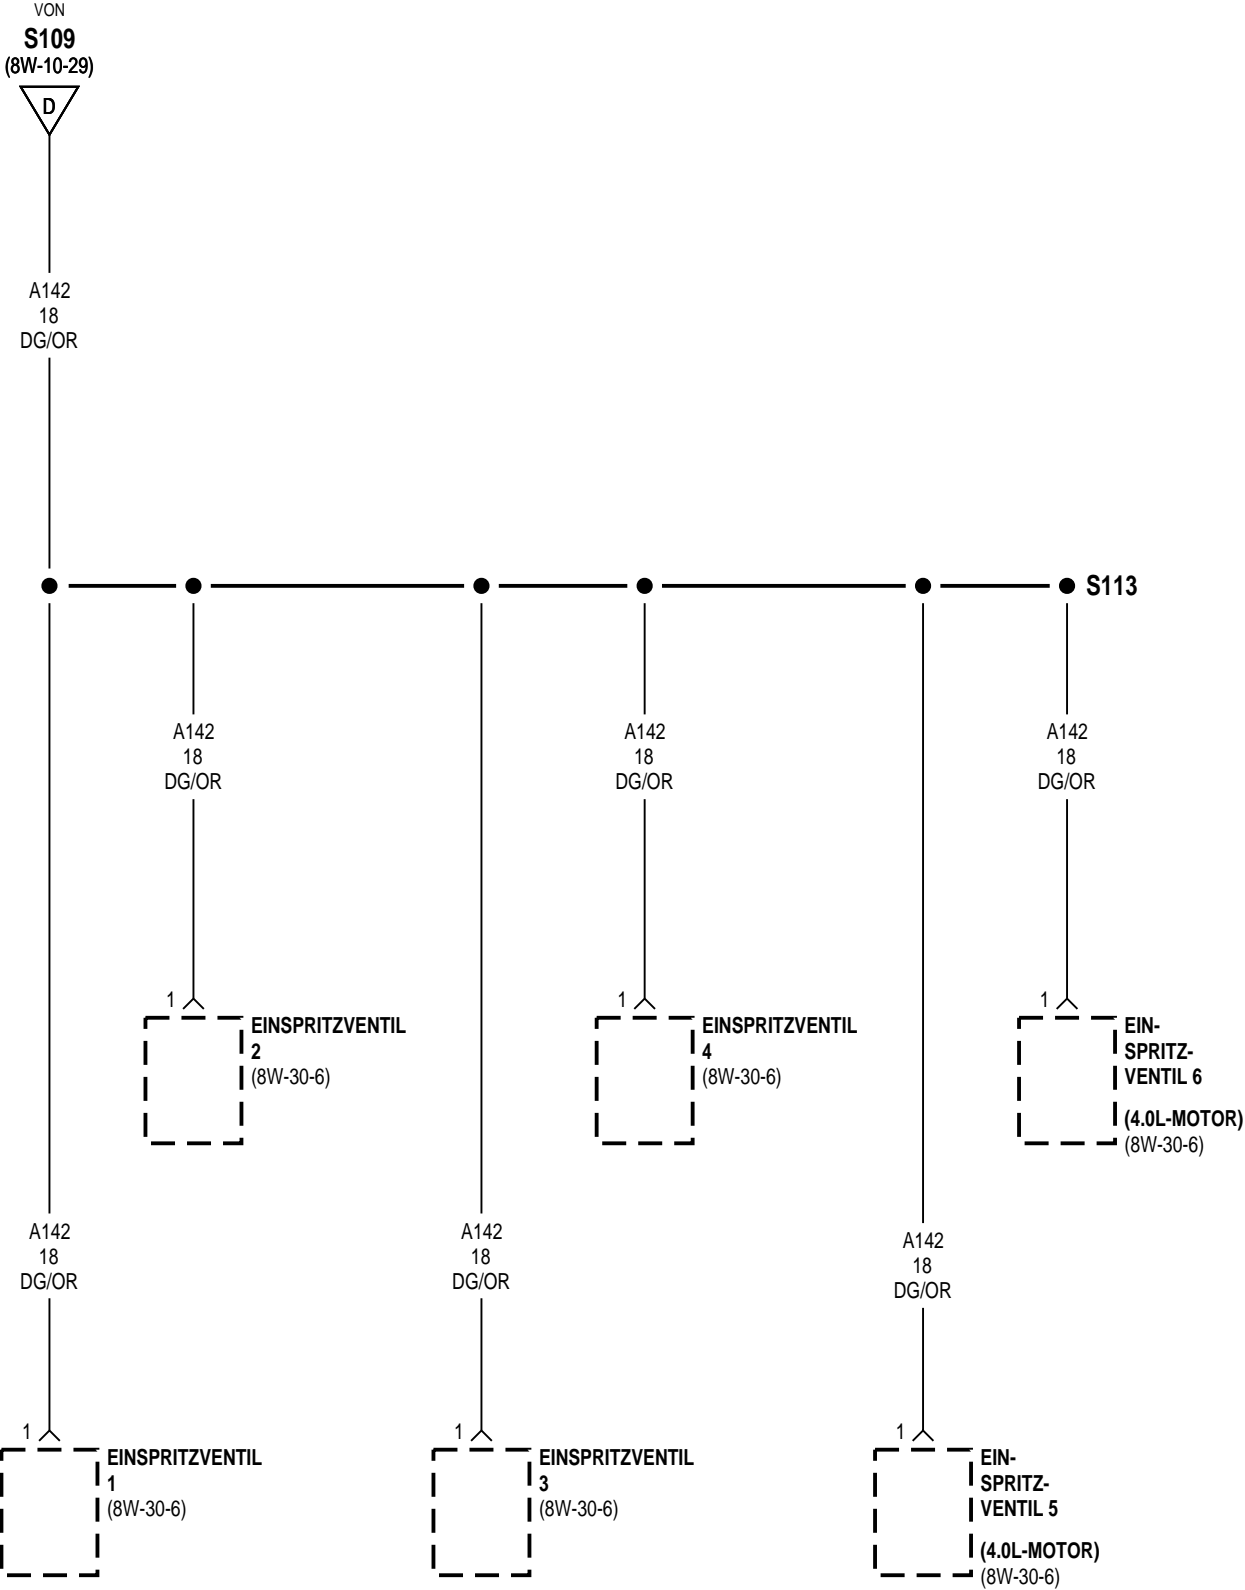 VON
S109
(8W-10-29)
D
A142
18
DG/OR
S113
A142
18
DG/OR
A142
18
DG/OR
A142
18
DG/OR
1
EINSPRITZVENTIL
2
(8W-30-6)
1
EINSPRITZVENTIL
4
(8W-30-6)
1
EIN-
SPRITZ-
VENTIL 6
(4.0L-MOTOR)
(8W-30-6)
A142
18
DG/OR
A142
18
DG/OR
A142
18
DG/OR
1
EINSPRITZVENTIL
1
(8W-30-6)
1
EINSPRITZVENTIL
3
(8W-30-6)
1
EIN-
SPRITZ-
VENTIL 5
(4.0L-MOTOR)
(8W-30-6)